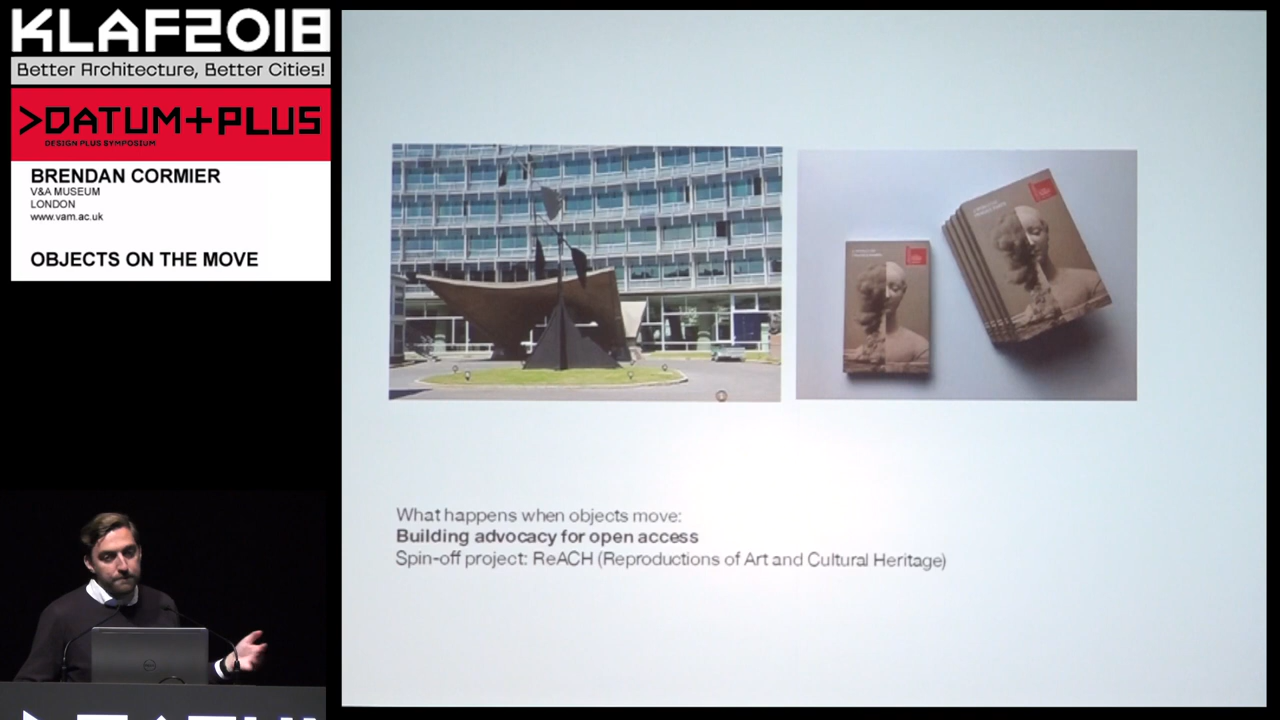 KLAF2018
Better Architecture, Better Cities!
>DATUM+PLUS
DESIGN PLUS SYMPOSIUM
BRENDAN CORMIER
V&A MUSEUM
LONDON
www.vam.ac.uk
OBJECTS ON THE MOVE
What happens when objects move:
Building advocacy for open access
Spin-off project: ReACH (Reproductions of Art and Cultural Heritage)